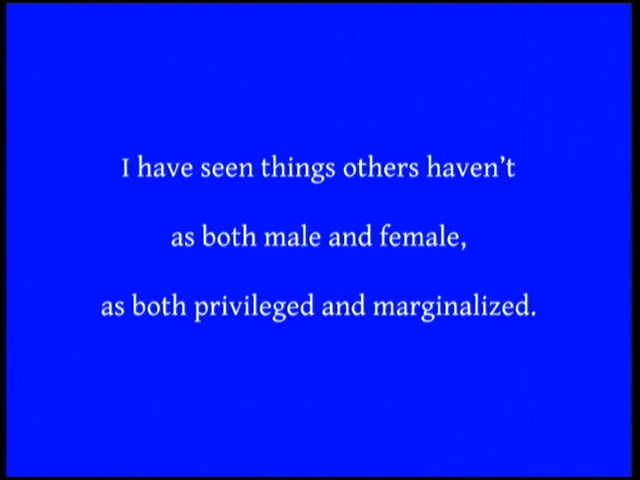 I have seen things others haven’t
as both male and female,
as both privileged and marginalized.